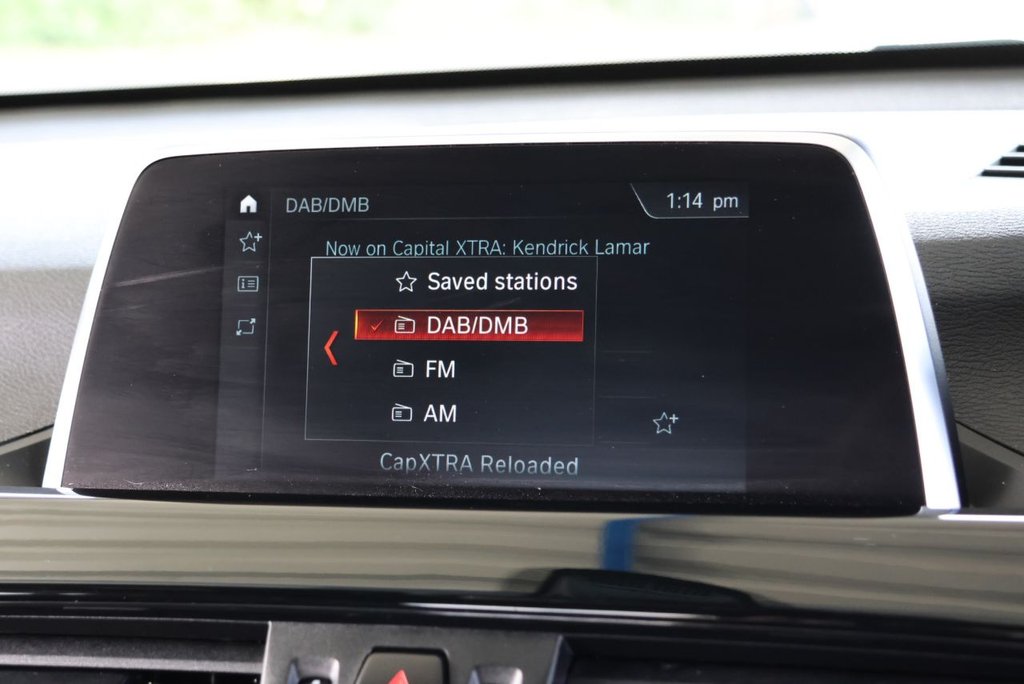 DAB/DMB
1:14 pm
Now on Capital XTRA: Kendrick Lamar
Saved stations
DAB/DMB
FM
AM
CapXTRA Reloaded